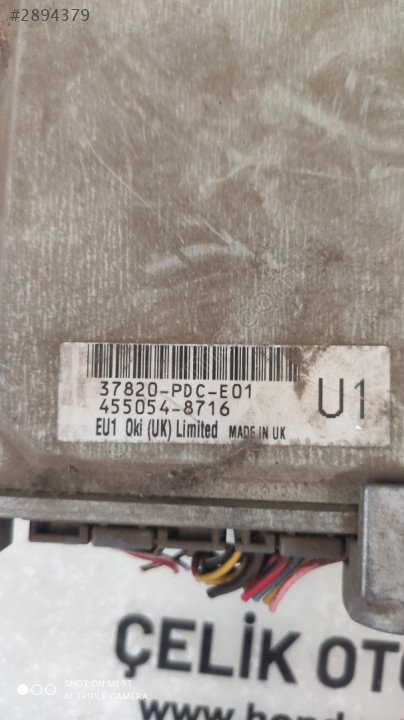 #2894379
37820-PDC-E01
455054-8716
U1
EU1 Oki (UK) Limited MADE IN UK
ÇELİK OTO
SHOT ON MI 9T
AI TRIPLE CAMERA